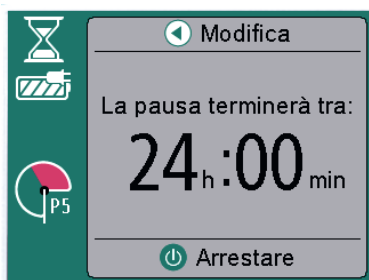 Modifica
La pausa terminerà tra:
24h:00min
P5
Arrestare